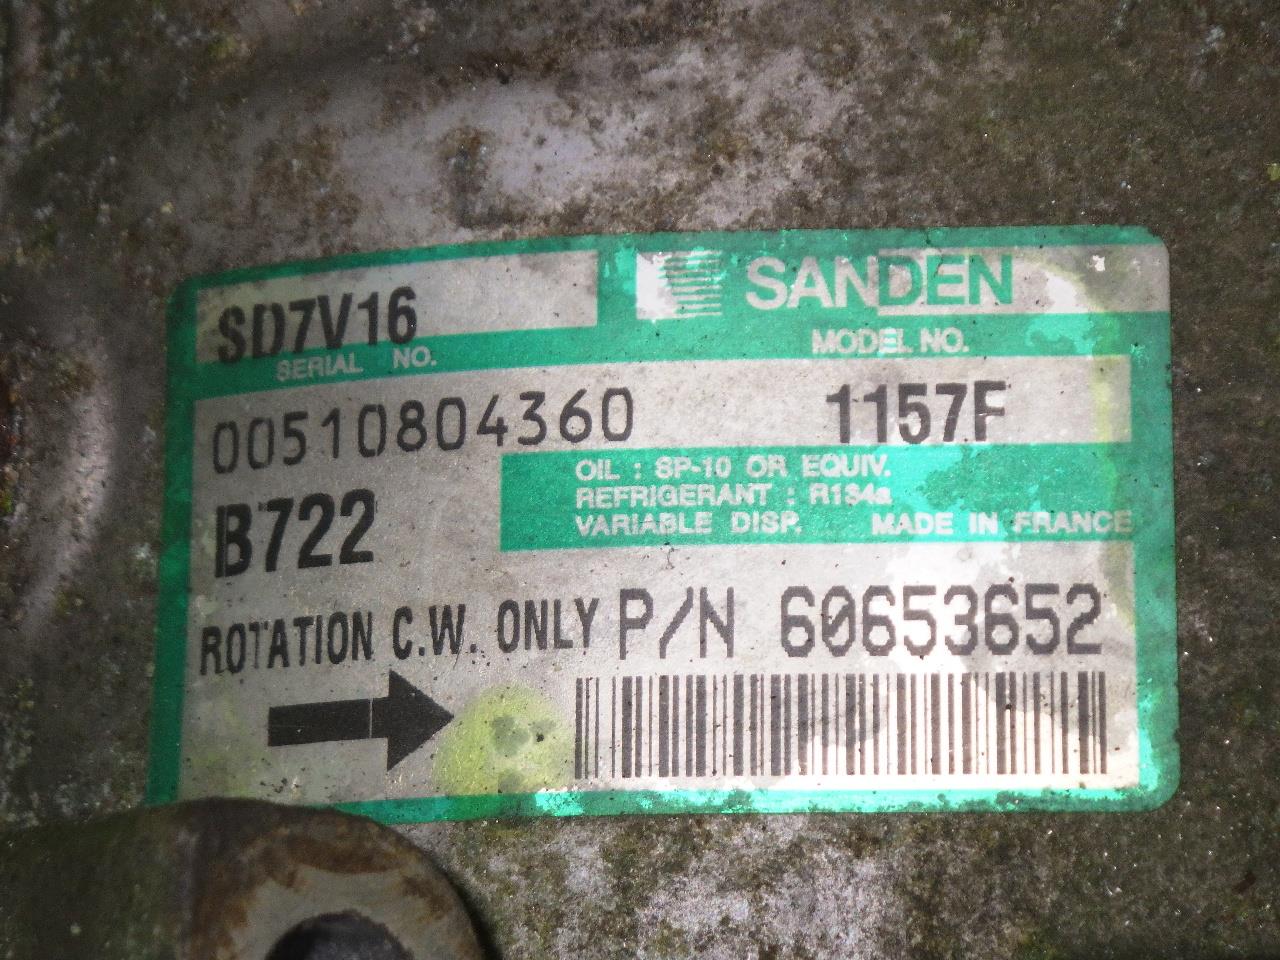 SD7V16 SANDEN
SERIAL NO. MODEL NO.
00510804360 1157F
OIL : SP-10 OR EQUIV.
REFRIGERANT : R134a
B722
VARIABLE DISP. MADE IN FRANCE
ROTATION C.W. ONLY P/N 60653652